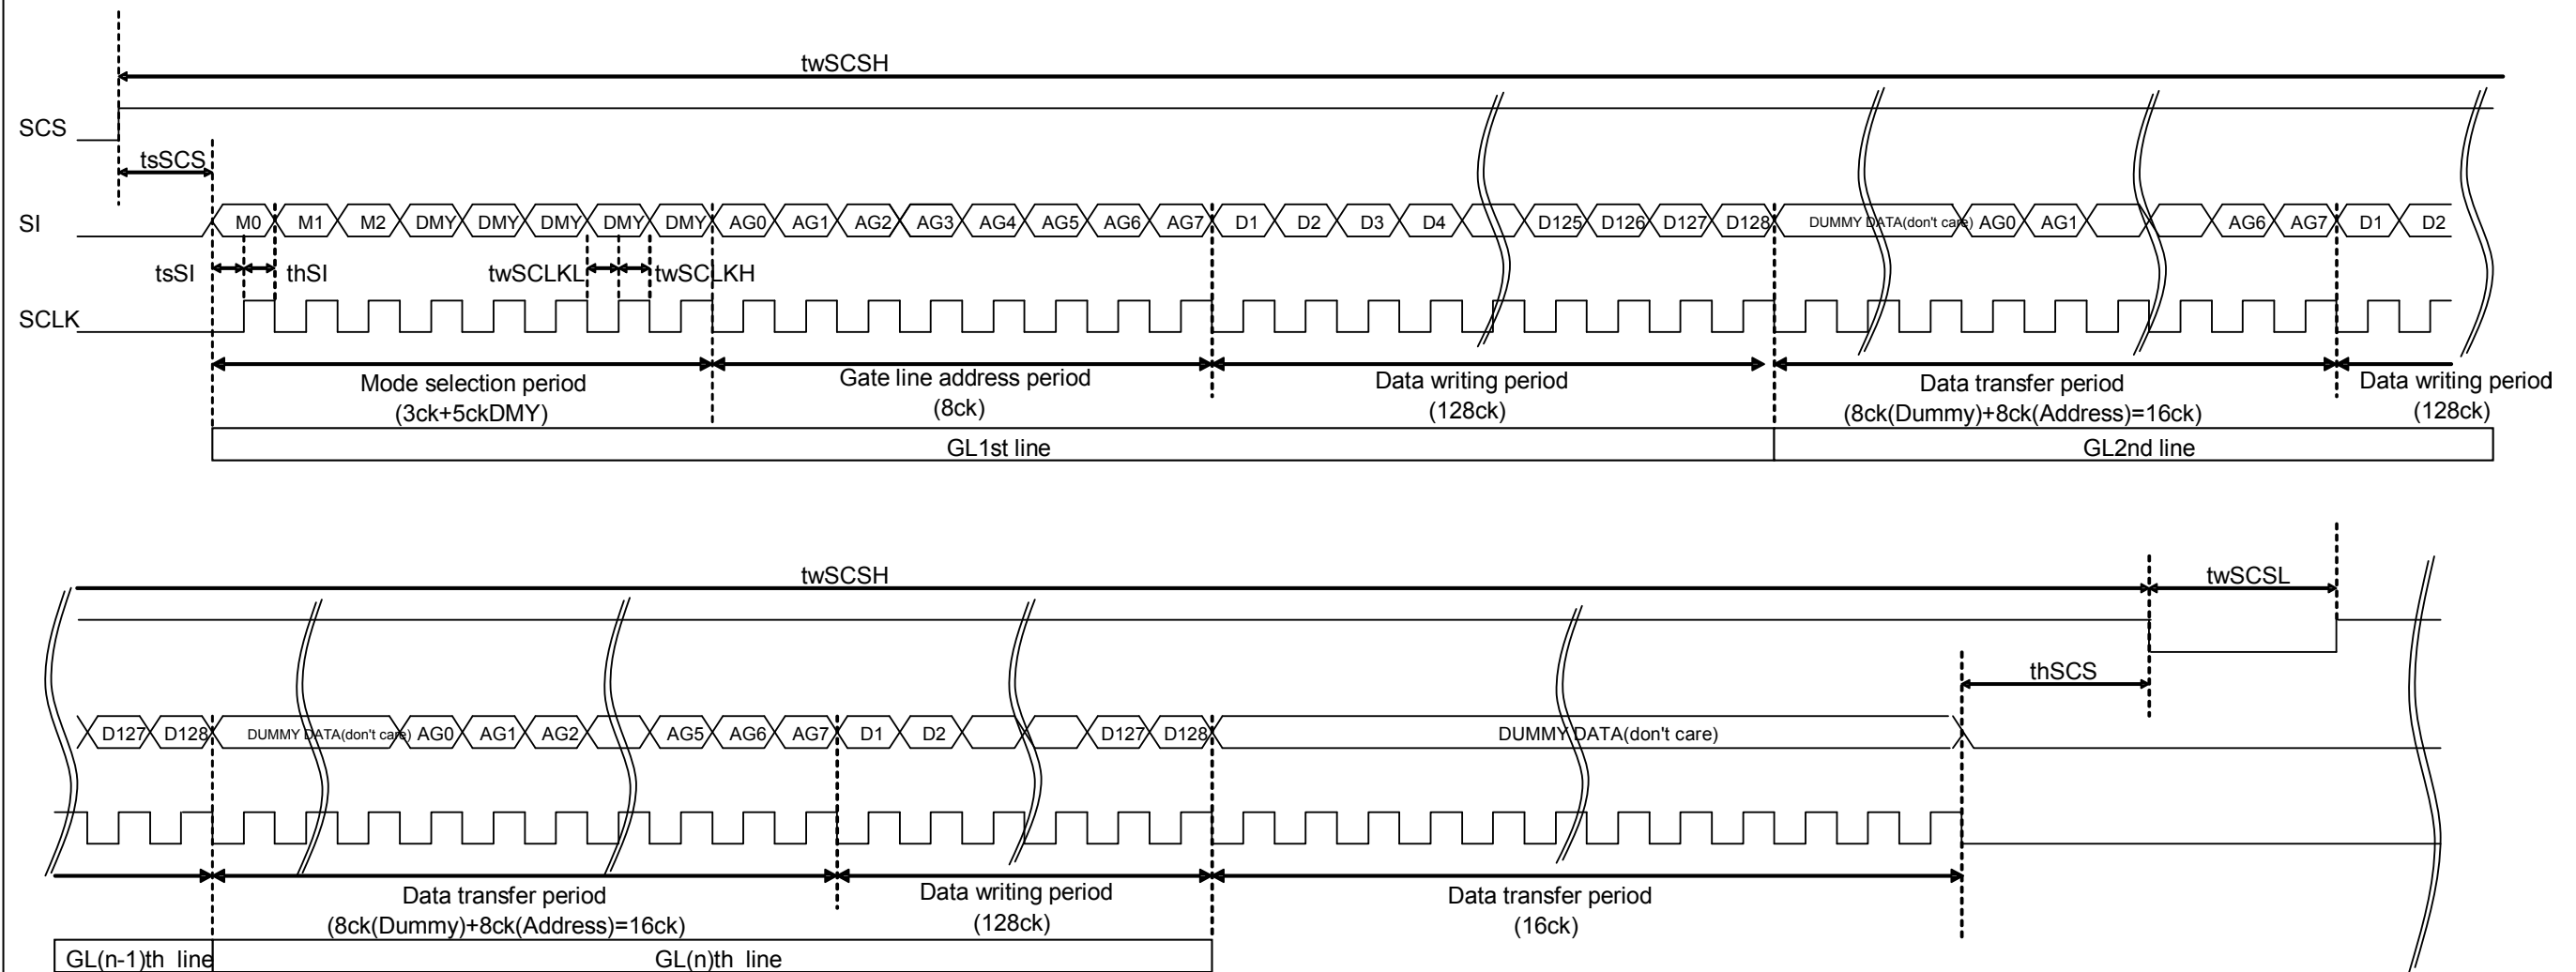 twSCSH
SCS
tsSCS
SI M0 M1 M2 DMY DMY DMY DMY DMY AG0 AG1 AG2 AG3 AG4 AG5 AG6 AG7 D1 D2 D3 D4 D125 D126 D127 D128 DUMMY DATA(don't care) AG0 AG1 AG6 AG7 D1 D2
tsSI thSI twSCLKL twSCLKH
SCLK
Mode selection period Gate line address period Data writing period Data transfer period Data writing period
(3ck+5ckDMY) (8ck) (128ck) (8ck(Dummy)+8ck(Address)=16ck) (128ck)
GL1st line GL2nd line
twSCSH twSCSL
thSCS
D127 D128 DUMMY DATA(don't care) AG0 AG1 AG2 AG5 AG6 AG7 D1 D2 D127 D128 DUMMY DATA(don't care)
Data transfer period Data writing period Data transfer period
(8ck(Dummy)+8ck(Address)=16ck) (128ck) (16ck)
GL(n-1)th line GL(n)th line